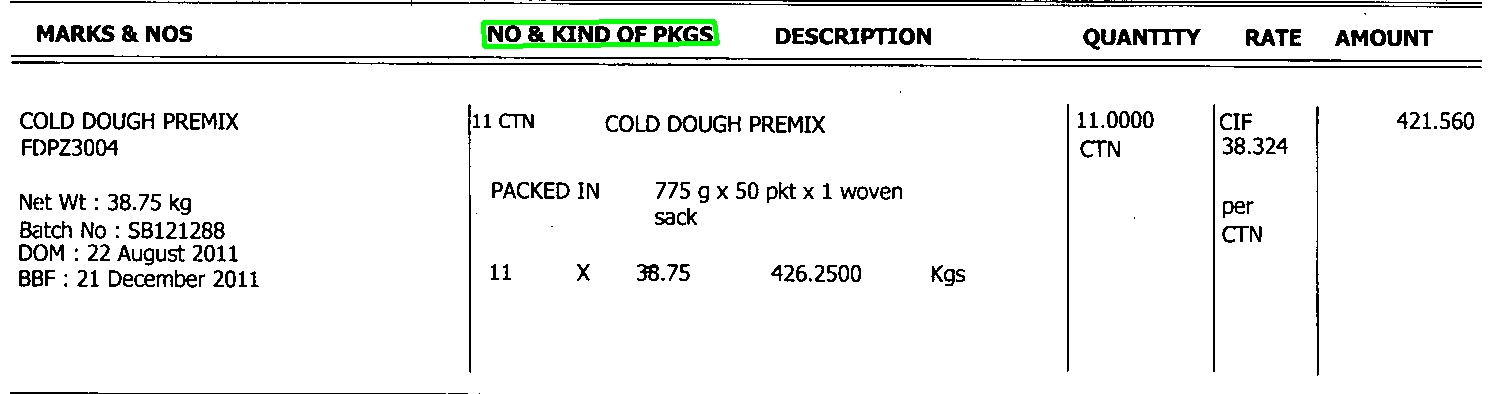 MARKS & NOS NO & KIND OF PKGS DESCRIPTION QUANTITY RATE AMOUNT
COLD DOUGH PREMIX 11 CTN COLD DOUGH PREMIX 11.0000 CIF 421.560
FDPZ3004 CTN 38.324
PACKED IN 775 g x 50 pkt x 1 woven
Net Wt : 38.75 kg sack per
Batch No : SB121288 CTN
DOM : 22 August 2011
BBF : 21 December 2011 11 X 38.75 426.2500 Kgs